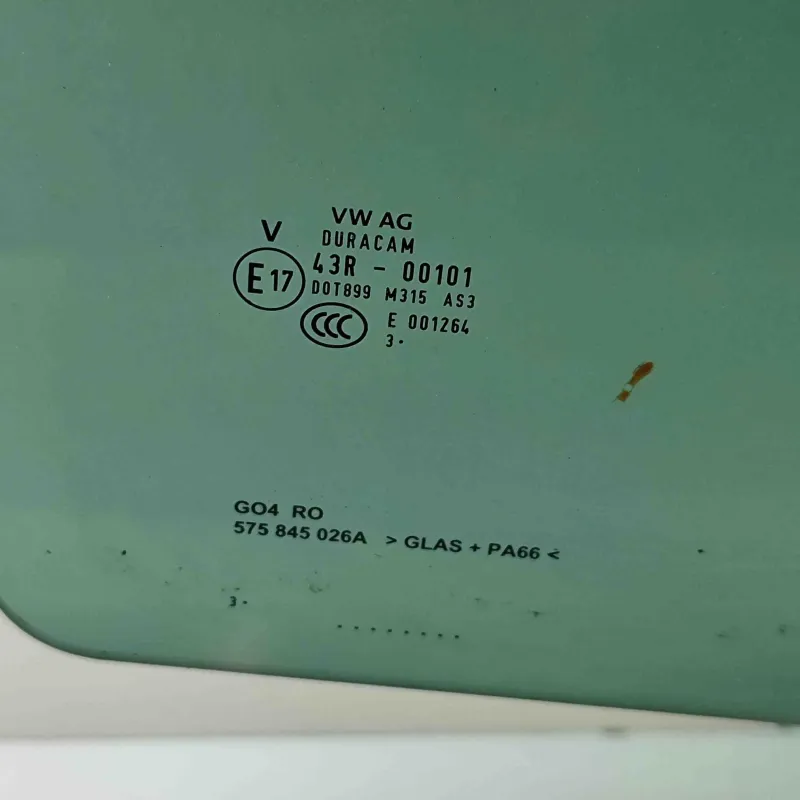 VW AG
V DURACAM
E17 43R - 00101
DOT899 M315 AS3
CCC E 001264
3·
GO4 RO
575 845 026A >GLAS + PA66<
3·
........